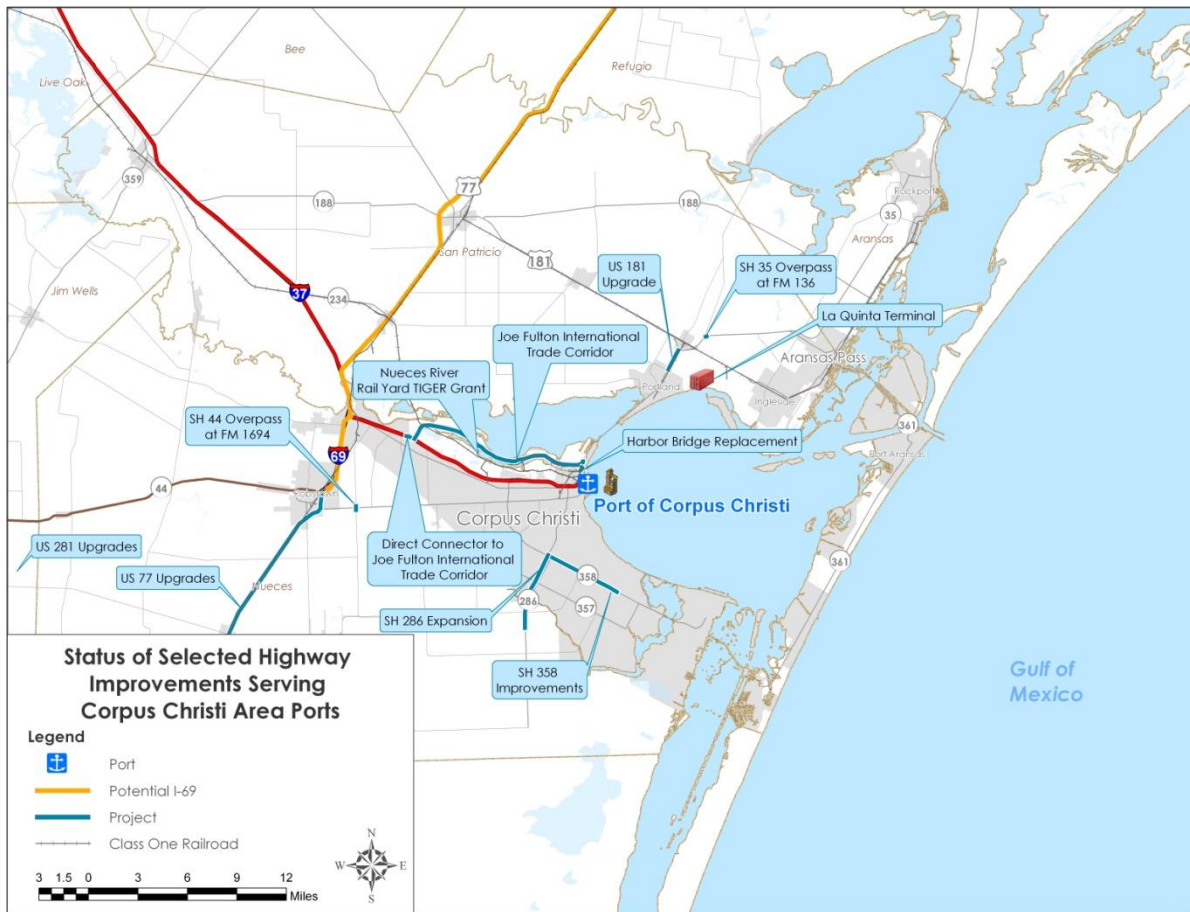 Live Oak
Bee
Refugio
359
188
77
188
35
Rockport
Aransas
San Patricio
181
US 181
Upgrade
SH 35 Overpass
at FM 136
Jim Wells
37
234
La Quinta Terminal
Joe Fulton International
Trade Corridor
Aransas Pass
Nueces River
Rail Yard TIGER Grant
Portland
Ingleside
SH 44 Overpass
at FM 1694
361
Harbor Bridge Replacement
Port Aransas
69
44
Robstown
Port of Corpus Christi
Corpus Christi
US 281 Upgrades
Direct Connector to
Joe Fulton International
Trade Corridor
361
US 77 Upgrades
Nueces
358
286
357
SH 286 Expansion
SH 358
Improvements
Gulf of
Mexico
Status of Selected Highway
Improvements Serving
Corpus Christi Area Ports
Legend
Port
Potential I-69
Project
Class One Railroad
N
W
E
S
3 1.5 0 3 6 9 12
Miles